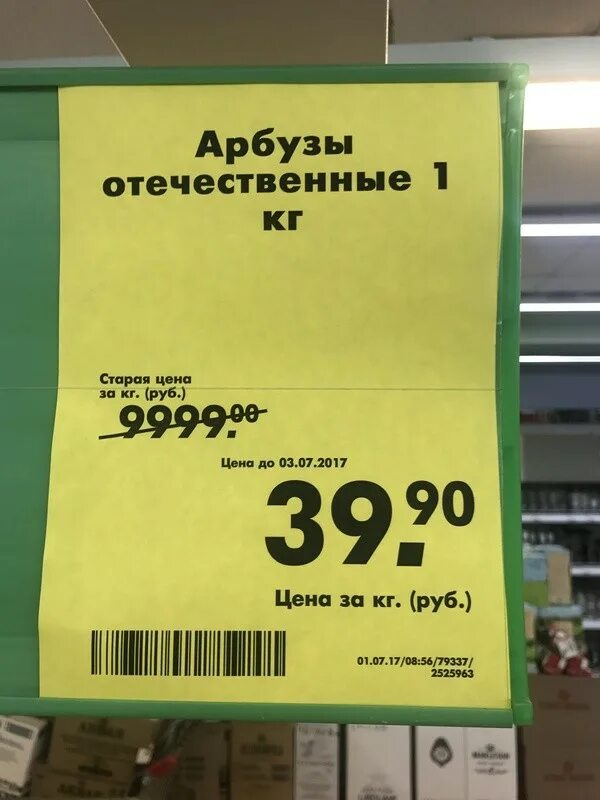 Арбузы
отечественные 1
кг
Старая цена
за кг. (руб.)
9999.00
Цена до 03.07.2017
39.90
Цена за кг. (руб.)
01.07.17/08:56/79337/
2525963